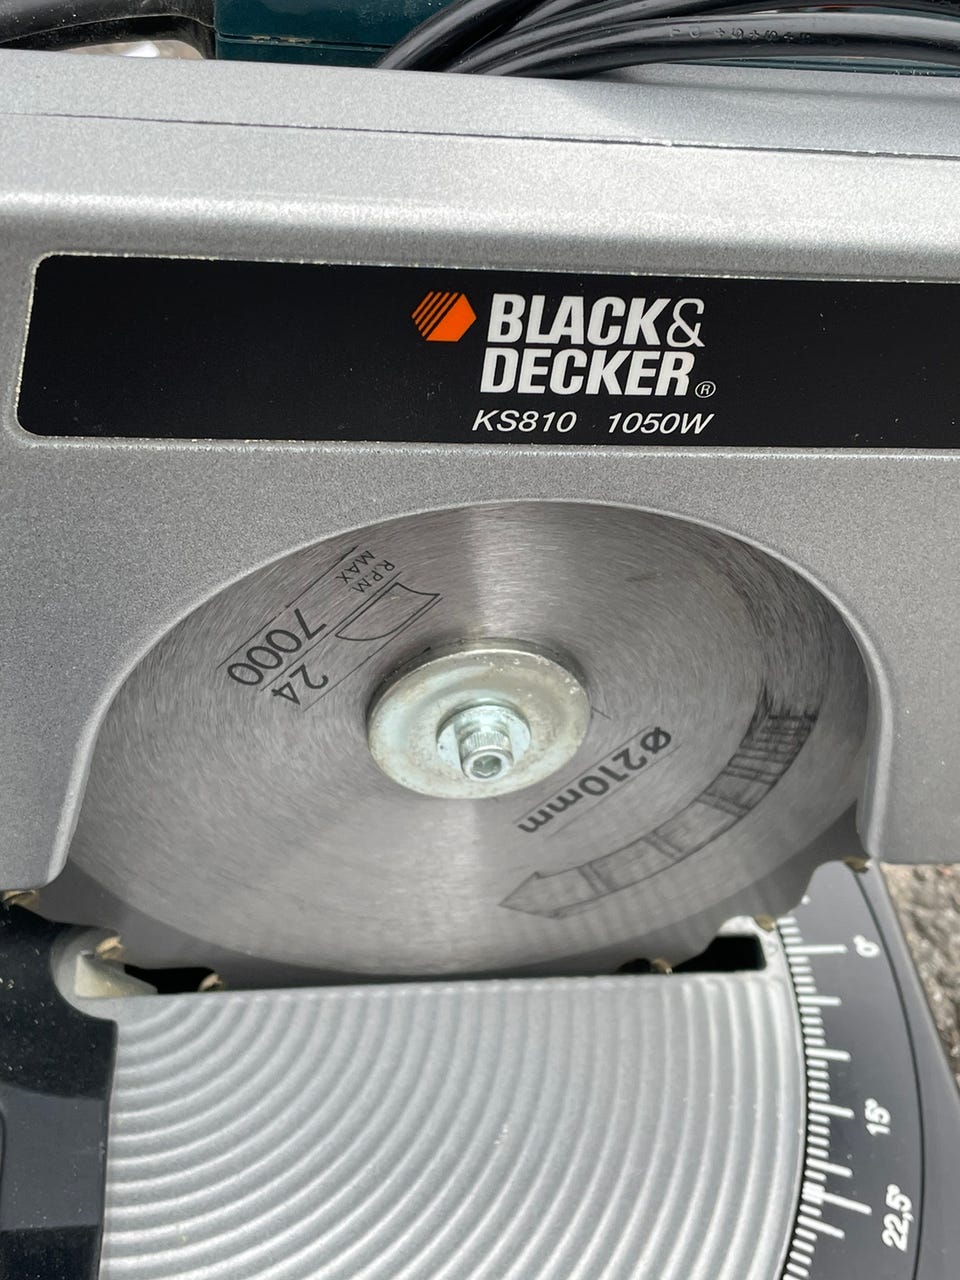 BLACK&
DECKER®
KS810 1050W
R.P.M
MAX
7000
24
Ø210mm
0°
15°
22,5°